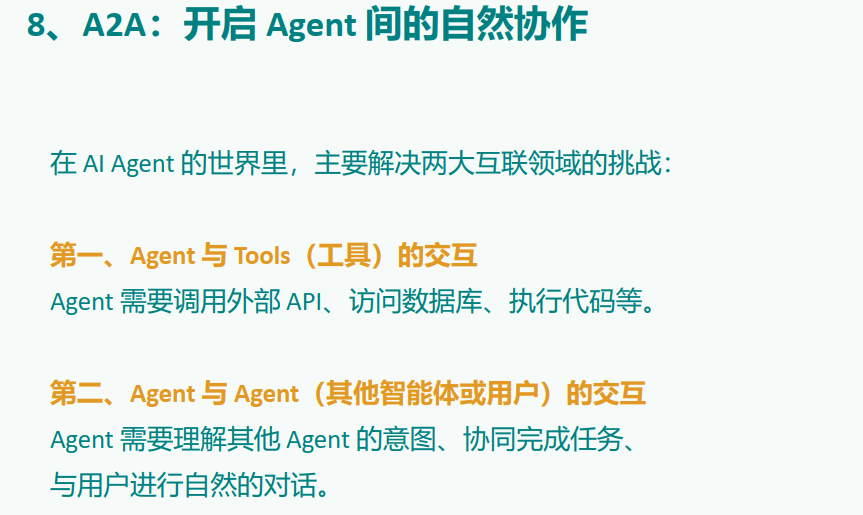 8、A2A：开启 Agent 间的自然协作
在 AI Agent 的世界里，主要解决两大互联领域的挑战：
第一、Agent 与 Tools（工具）的交互
Agent 需要调用外部 API、访问数据库、执行代码等。
第二、Agent 与 Agent（其他智能体或用户）的交互
Agent 需要理解其他 Agent 的意图、协同完成任务、
与用户进行自然的对话。